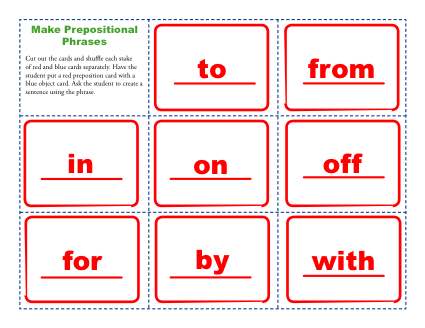 Make Prepositional
Phrases
Cut out the cards and shuffle each stake
of red and blue cards separately. Have the
student put a red preposition card with a
blue object card. Ask the student to create a
sentence using the phrase.
to
from
in
on
off
for
by
with